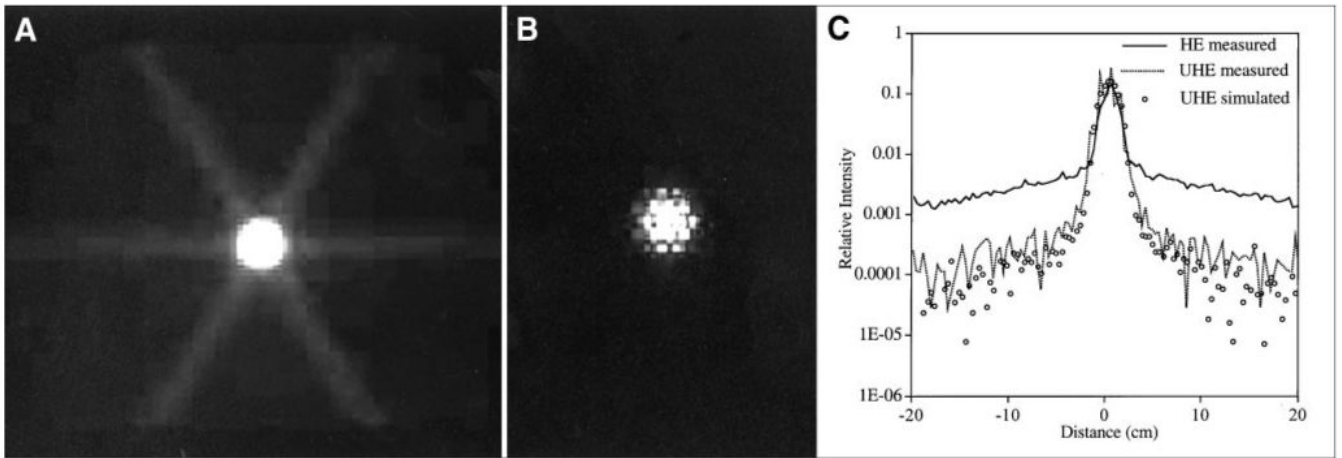 A
B
C
1
HE measured
UHE measured
UHE simulated
0.1
0.01
0.001
0.0001
1E-05
1E-06
Relative Intensity
-20
-10
0
10
20
Distance (cm)